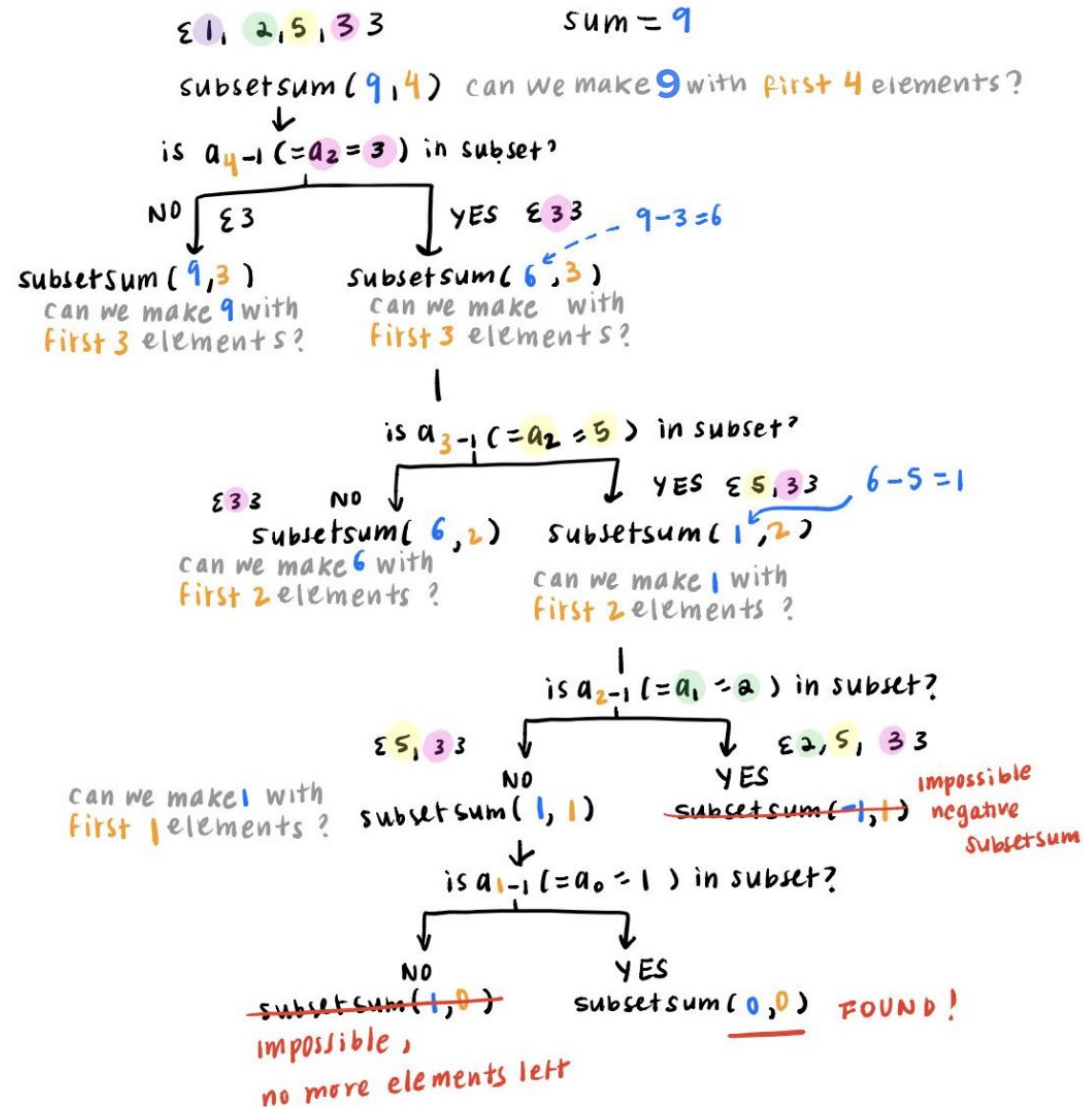 {1, 2, 5, 3} sum = 9
subsetsum (9,4) can we make 9 with first 4 elements?
is a4-1 (=a2 = 3) in subset?
NO {} YES {3} 9-3=6
subsetsum (9,3) subsetsum (6,3)
can we make 9 with can we make with
first 3 elements? first 3 elements?
is a3-1 (=a2 = 5) in subset?
{3} NO YES {5,3} 6-5=1
subsetsum( 6,2) subsetsum (1,2)
can we make 6 with can we make 1 with
first 2 elements ? first 2 elements ?
is a2-1 (=a1 = 2) in subset?
{5, 3} {2,5, 3}
NO YES impossible
can we make 1 with subsetsum( 1, 1) subsetsum(-1,1) negative
first 1 elements ? subsetsum
is a1-1 (=a0 = 1) in subset?
NO YES
subsetsum(1,0) subsetsum (0,0) FOUND!
impossible,
no more elements left